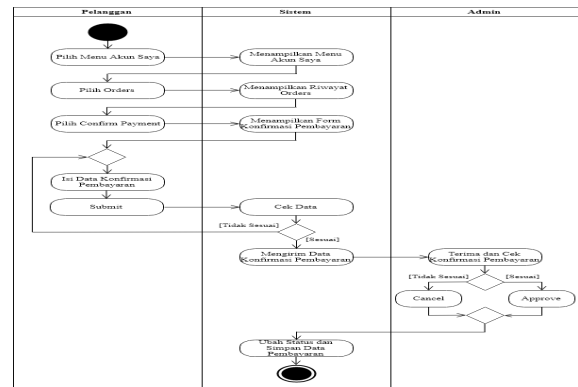 Pelanggan
Sistem
Admin
Pilih Menu Akun Saya
Menampilkan Menu
Akun Saya
Pilih Orders
Menampilkan Riwayat
Orders
Pilih Confirm Payment
Menampilkan Form
Konfirmasi Pembayaran
Isi Data Konfirmasi
Pembayaran
Submit
Cek Data
[Tidak Sesuai]
[Sesuai]
Mengirim Data
Konfirmasi Pembayaran
Terima dan Cek
Konfirmasi Pembayaran
[Tidak Sesuai]
[Sesuai]
Cancel
Approve
Ubah Status dan
Simpan Data
Pembayaran